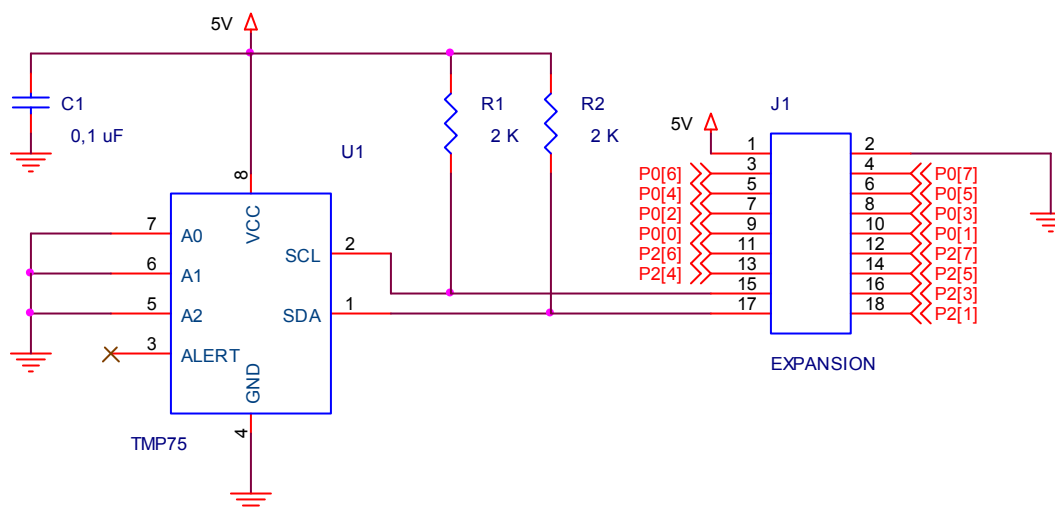 5V
C1
0,1 uF
R1
2 K
R2
2 K
U1
8
VCC
7
A0
6
A1
5
A2
3
ALERT
SCL
2
SDA
1
GND
4
TMP75
J1
5V
1
2
P0[6]
3
4
P0[7]
P0[4]
5
6
P0[5]
P0[2]
7
8
P0[3]
P0[0]
9
10
P0[1]
P2[6]
11
12
P2[7]
P2[4]
13
14
P2[5]
15
16
P2[3]
17
18
P2[1]
EXPANSION